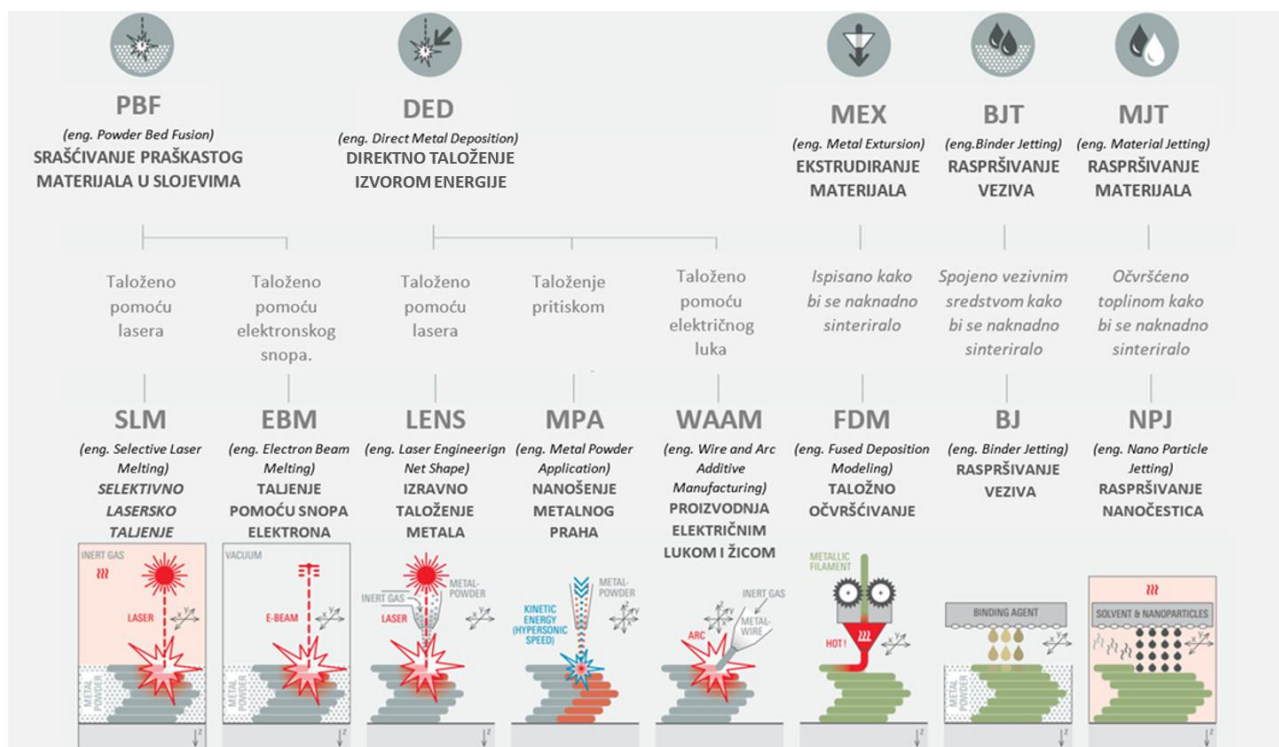 PBF
(eng. Powder Bed Fusion)
SRAŠĆIVANJE PRAŠKASTOG
MATERIJALA U SLOJEVIMA
DED
(eng. Direct Metal Deposition)
DIREKTNO TALOŽENJE
IZVOROM ENERGIJE
MEX
(eng. Metal Extursion)
EKSTRUDIRANJE
MATERIJALA
BJT
(eng.Binder Jetting)
RASPRŠIVANJE
VEZIVA
MJT
(eng. Material Jetting)
RASPRŠIVANJE
MATERIJALA
Taloženo
pomoću
lasera
Taloženo
pomoću
elektronskog
snopa.
Taloženo
pomoću
lasera
Taloženje
pritiskom
Taloženo
pomoću
električnog
luka
Ispisano kako
bi se naknadno
sinteriralo
Spojeno vezivnim
sredstvom kako
bi se naknadno
sinteriralo
Očvršćeno
toplinom kako
bi se naknadno
sinteriralo
SLM
(eng. Selective Laser
Melting)
SELEKTIVNO
LASERSKO
TALJENJE
EBM
(eng. Electron Beam
Melting)
TALJENJE
POMOĆU SNOPA
ELEKTRONA
LENS
(eng. Laser Engineerign
Net Shape)
IZRAVNO
TALOŽENJE
METALA
MPA
(eng. Metal Powder
Application)
NANOŠENJE
METALNOG
PRAHA
WAAM
(eng. Wire and Arc
Additive
Manufacturing)
PROIZVODNJA
ELEKTRIČNIM
LUKOM I ŽICOM
FDM
(eng. Fused Deposition
Modeling)
TALOŽNO
OČVRŠĆIVANJE
BJ
(eng. Binder Jetting)
RASPRŠIVANJE
VEZIVA
NPJ
(eng. Nano Particle
Jetting)
RASPRŠIVANJE
NANOČESTICA
INERT GAS
LASER
x y
METAL
POWDER
z
VACUUM
E-BEAM
x y
METAL
POWDER
z
INERT GAS
METAL-
POWDER
LASER
x y
z
METAL-
POWDER
KINETIC
ENERGY
(HYPERSONIC
SPEED)
x y z
INERT GAS
METAL-
WIRE
ARC
x y z
METALLIC
FILAMENT
HOT!
x y
z
BINDING AGENT
x y
METAL
POWDER
z
SOLVENT & NANOPARTICLES
x y
z